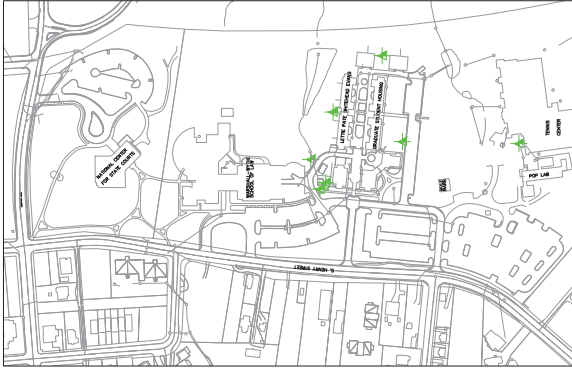 NATIONAL CENTER
FOR STATE COURTS
MARSHALL-WYTHE
SCHOOL OF LAW
LETTIE PATE WHITEHEAD EVANS
GRADUATE STUDENT HOUSING
TENNIS
CENTER
POP LAB
S. HENRY STREET